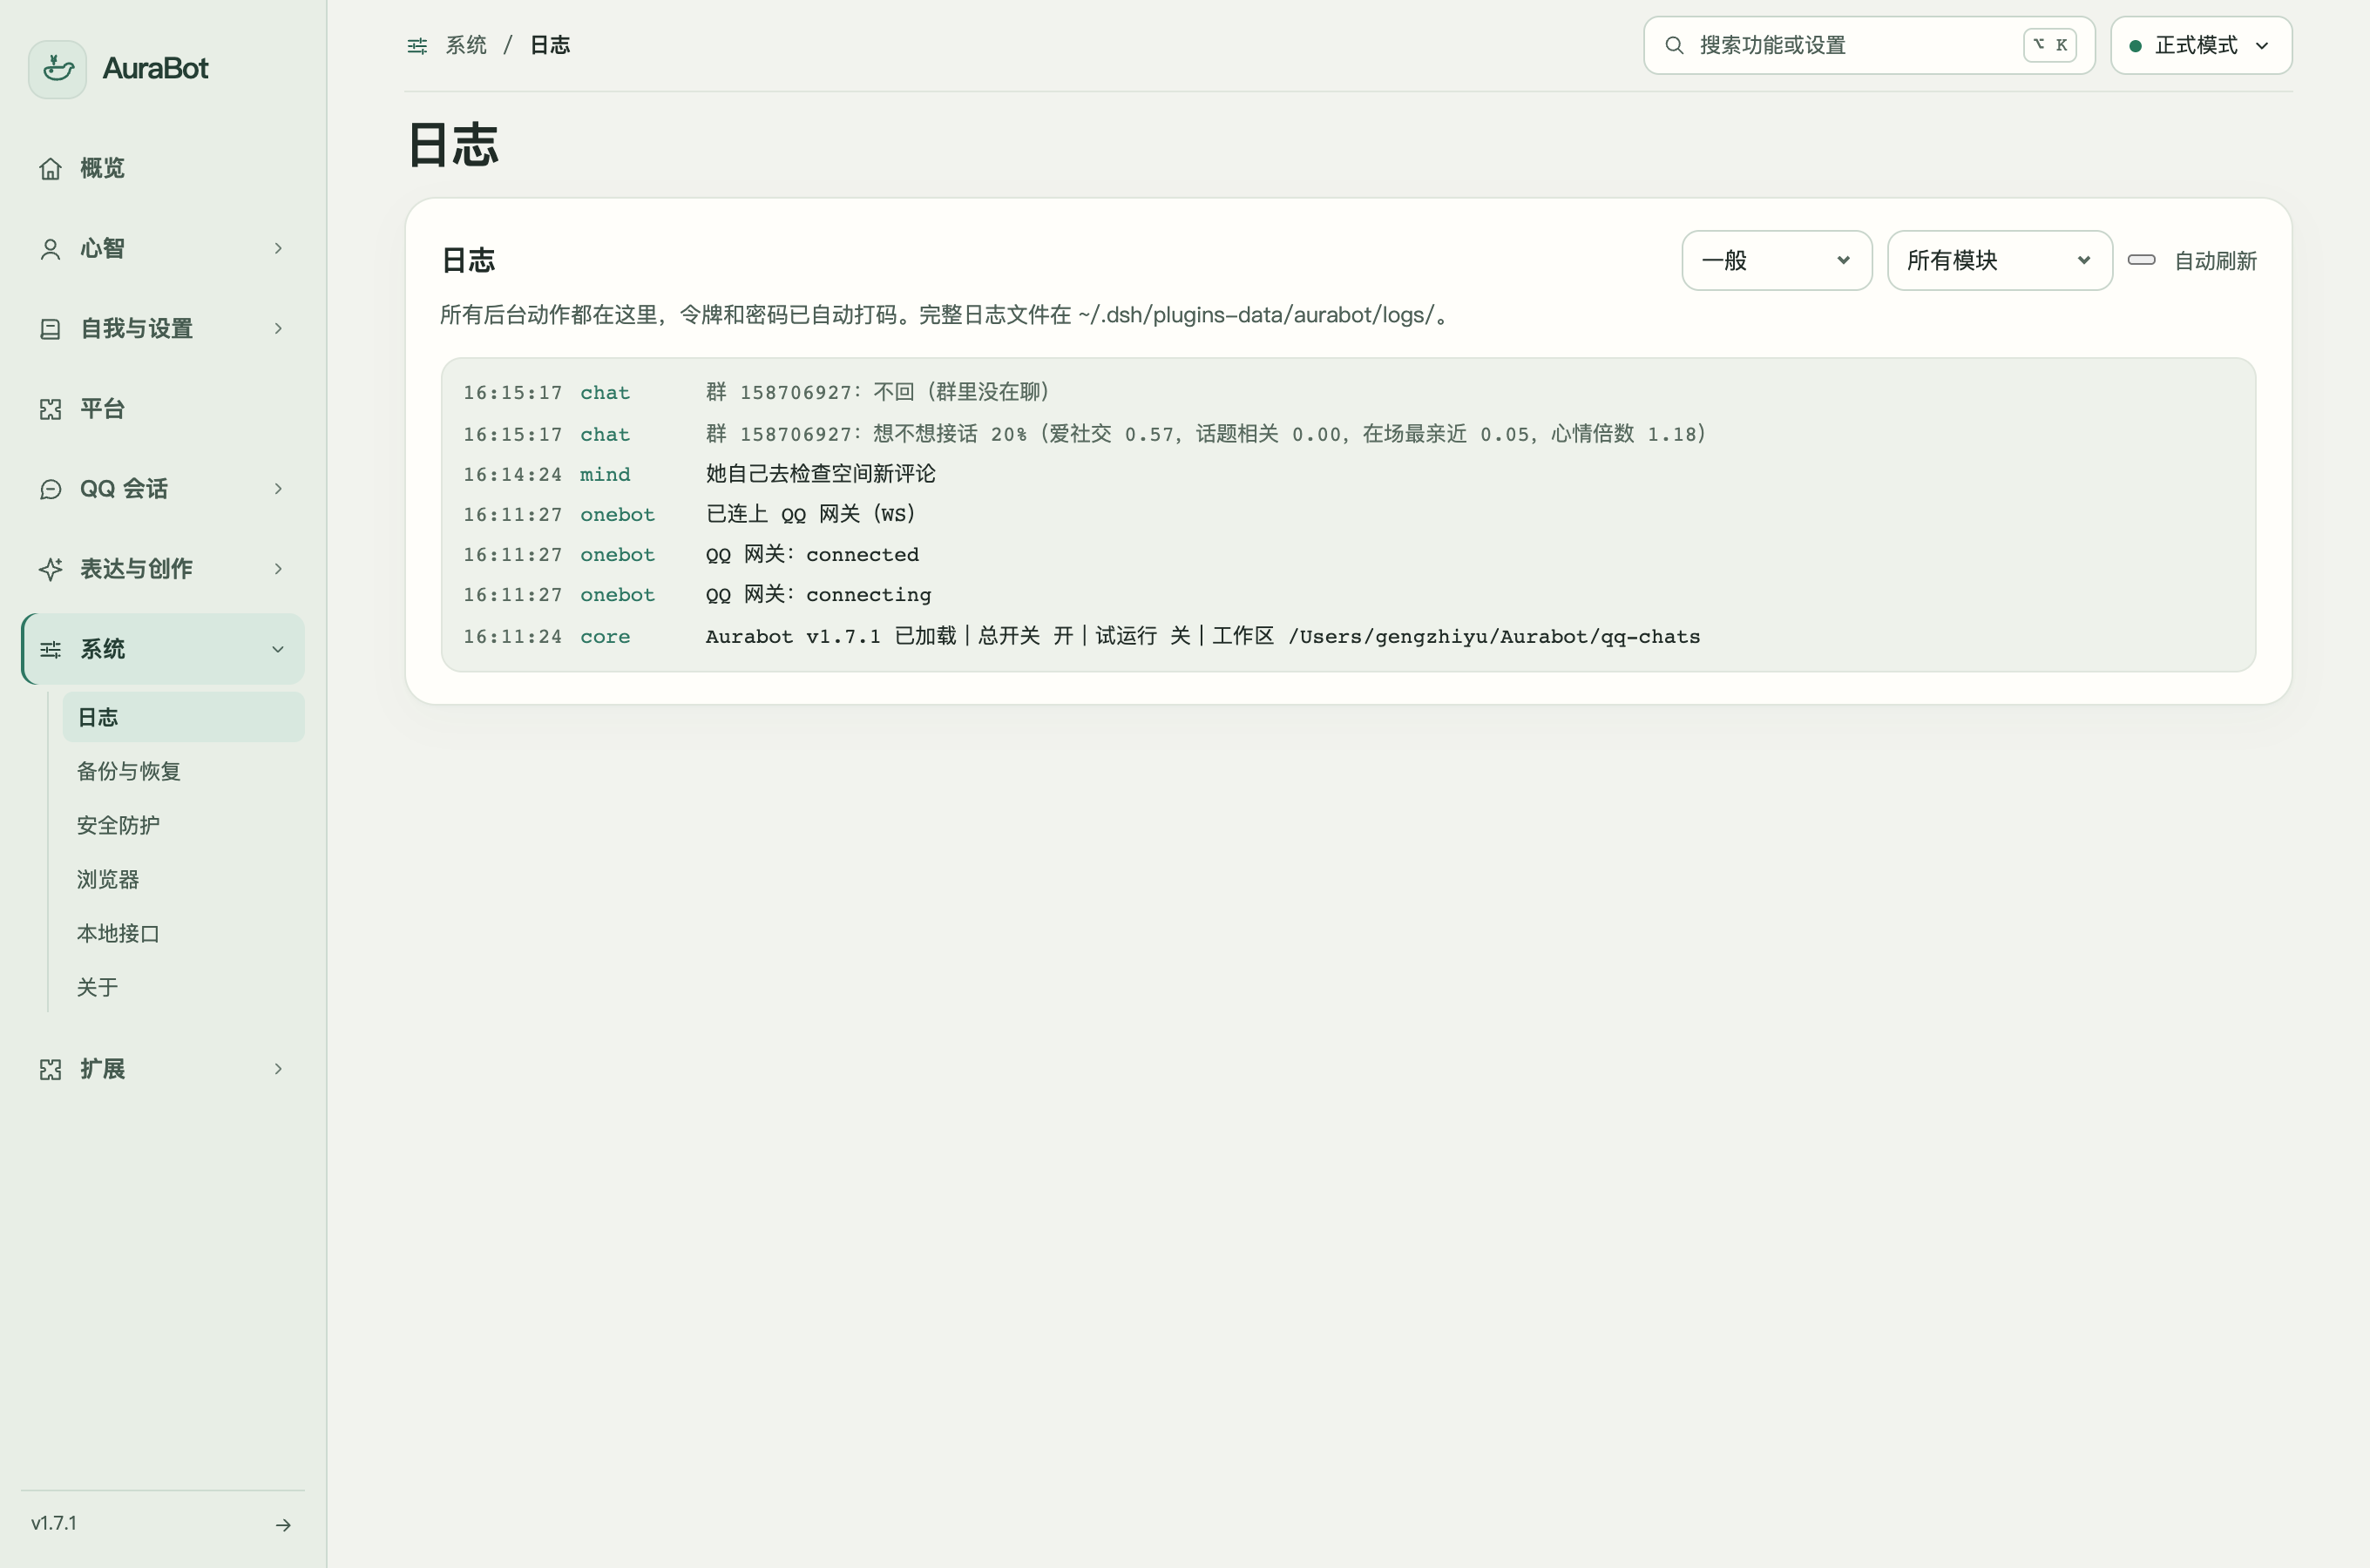 AuraBot
概览
心智
自我与设置
平台
QQ 会话
表达与创作
系统
日志
备份与恢复
安全防护
浏览器
本地接口
关于
扩展
v1.7.1
系统 / 日志
搜索功能或设置 ⌥ K
正式模式
日志
日志
一般
所有模块
自动刷新
所有后台动作都在这里，令牌和密码已自动打码。完整日志文件在 ~/.dsh/plugins-data/aurabot/logs/。
16:15:17 chat 群 158706927：不回（群里没在聊）
16:15:17 chat 群 158706927：想不想接话 20%（爱社交 0.57，话题相关 0.00，在场最亲近 0.05，心情倍数 1.18）
16:14:24 mind 她自己去检查空间新评论
16:11:27 onebot 已连上 QQ 网关（WS）
16:11:27 onebot QQ 网关：connected
16:11:27 onebot QQ 网关：connecting
16:11:24 core Aurabot v1.7.1 已加载｜总开关 开｜试运行 关｜工作区 /Users/gengzhiyu/Aurabot/qq-chats